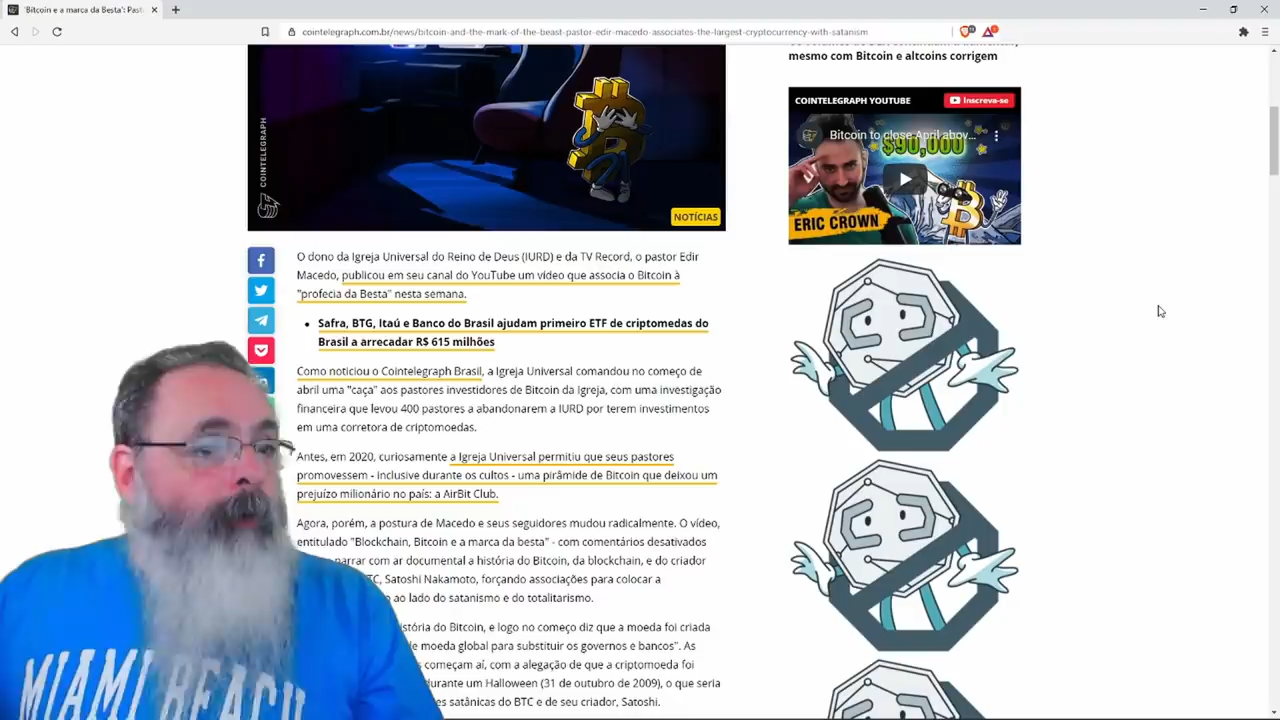 'Bitcoin e a marca da Besta': Past
cointelegraph.com.br/news/bitcoin-and-the-mark-of-the-beast-pastor-edir-macedo-associates-the-largest-cryptocurrency-with-satanism
mesmo com Bitcoin e altcoins corrigem
COINTELEGRAPH YOUTUBE
Inscreva-se
Bitcoin to close April abov...
$90,000
ERIC CROWN
COINTELEGRAPH
NOTÍCIAS
O dono da Igreja Universal do Reino de Deus (IURD) e da TV Record, o pastor Edir
Macedo, publicou em seu canal do YouTube um vídeo que associa o Bitcoin à
"profecia da Besta" nesta semana.
Safra, BTG, Itaú e Banco do Brasil ajudam primeiro ETF de criptomedas do
Brasil a arrecadar R$ 615 milhões
Como noticiou o Cointelegraph Brasil, a Igreja Universal comandou no começo de
abril uma "caça" aos pastores investidores de Bitcoin da Igreja, com uma investigação
financeira que levou 400 pastores a abandonarem a IURD por terem investimentos
em uma corretora de criptoomedas.
Antes, em 2020, curiosamente a Igreja Universal permitiu que seus pastores
promovessem - inclusive durante os cultos - uma pirâmide de Bitcoin que deixou um
prejuízo milionário no país: a AirBit Club.
Agora, porém, a postura de Macedo e seus seguidores mudou radicalmente. O vídeo,
entitulado "Blockchain, Bitcoin e a marca da besta" - com comentários desativados
narrar com ar documental a história do Bitcoin, da blockchain, e do criador
TC, Satoshi Nakamoto, forçando associações para colocar a
ao lado do satanismo e do totalitarismo.
istória do Bitcoin, e logo no começo diz que a moeda foi criada
e moeda global para substituir os governos e bancos". As
começam aí, com a alegação de que a criptomoeda foi
durante um Halloween (31 de outubro de 2009), o que seria
es satânicas do BTC e de seu criador, Satoshi.